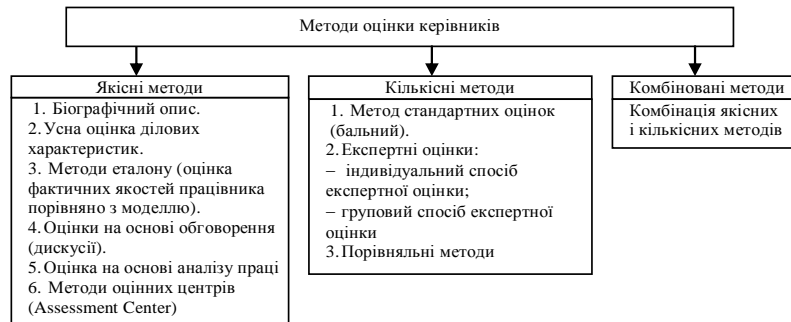 Методи оцінки керівників
Якісні методи
1. Біографічний опис.
2.Усна оцінка ділових
характеристик.
3. Методи еталону (оцінка
фактичних якостей працівника
порівняно з моделлю).
4.Оцінки на основі обговорення
(дискусії).
5.Оцінка на основі аналізу праці
6. Методи оцінних центрів
(Assessment Center)
Кількісні методи
1. Метод стандартних оцінок
(бальний).
2.Експертні оцінки:
– індивідуальний спосіб
експертної оцінки;
– груповий спосіб експертної
оцінки
3.Порівняльні методи
Комбіновані методи
Комбінація якісних
і кількісних методів